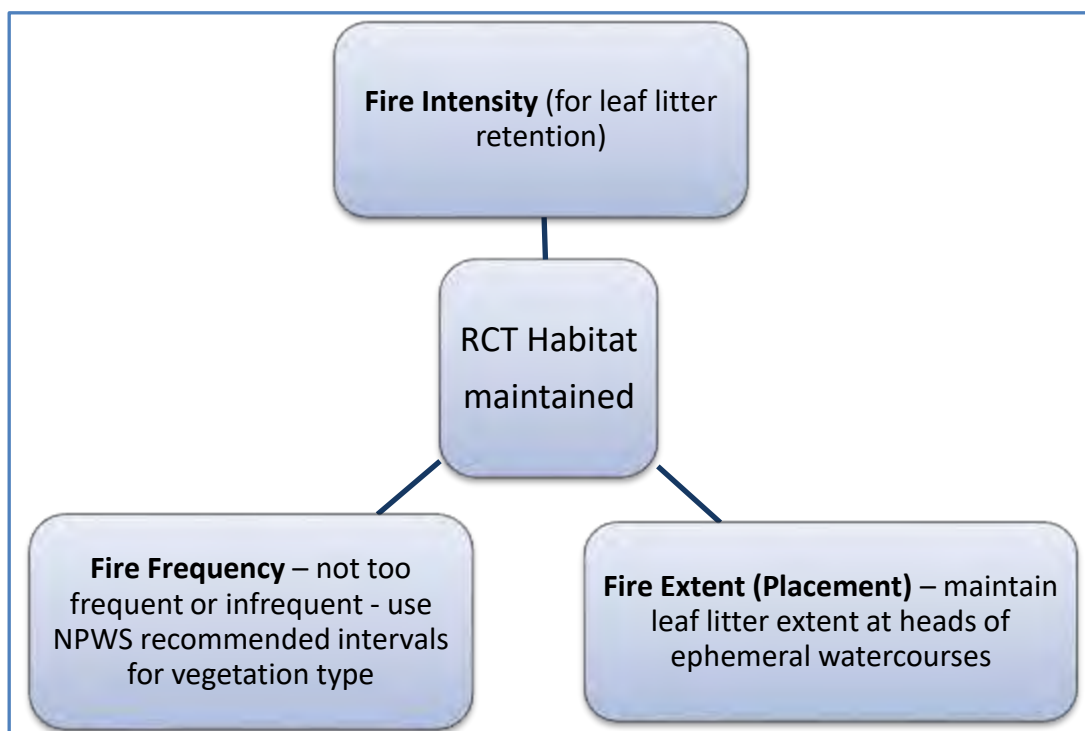 Fire Intensity (for leaf litter
retention)
RCT Habitat
maintained
Fire Frequency – not too
frequent or infrequent - use
NPWS recommended intervals
for vegetation type
Fire Extent (Placement) – maintain
leaf litter extent at heads of
ephemeral watercourses